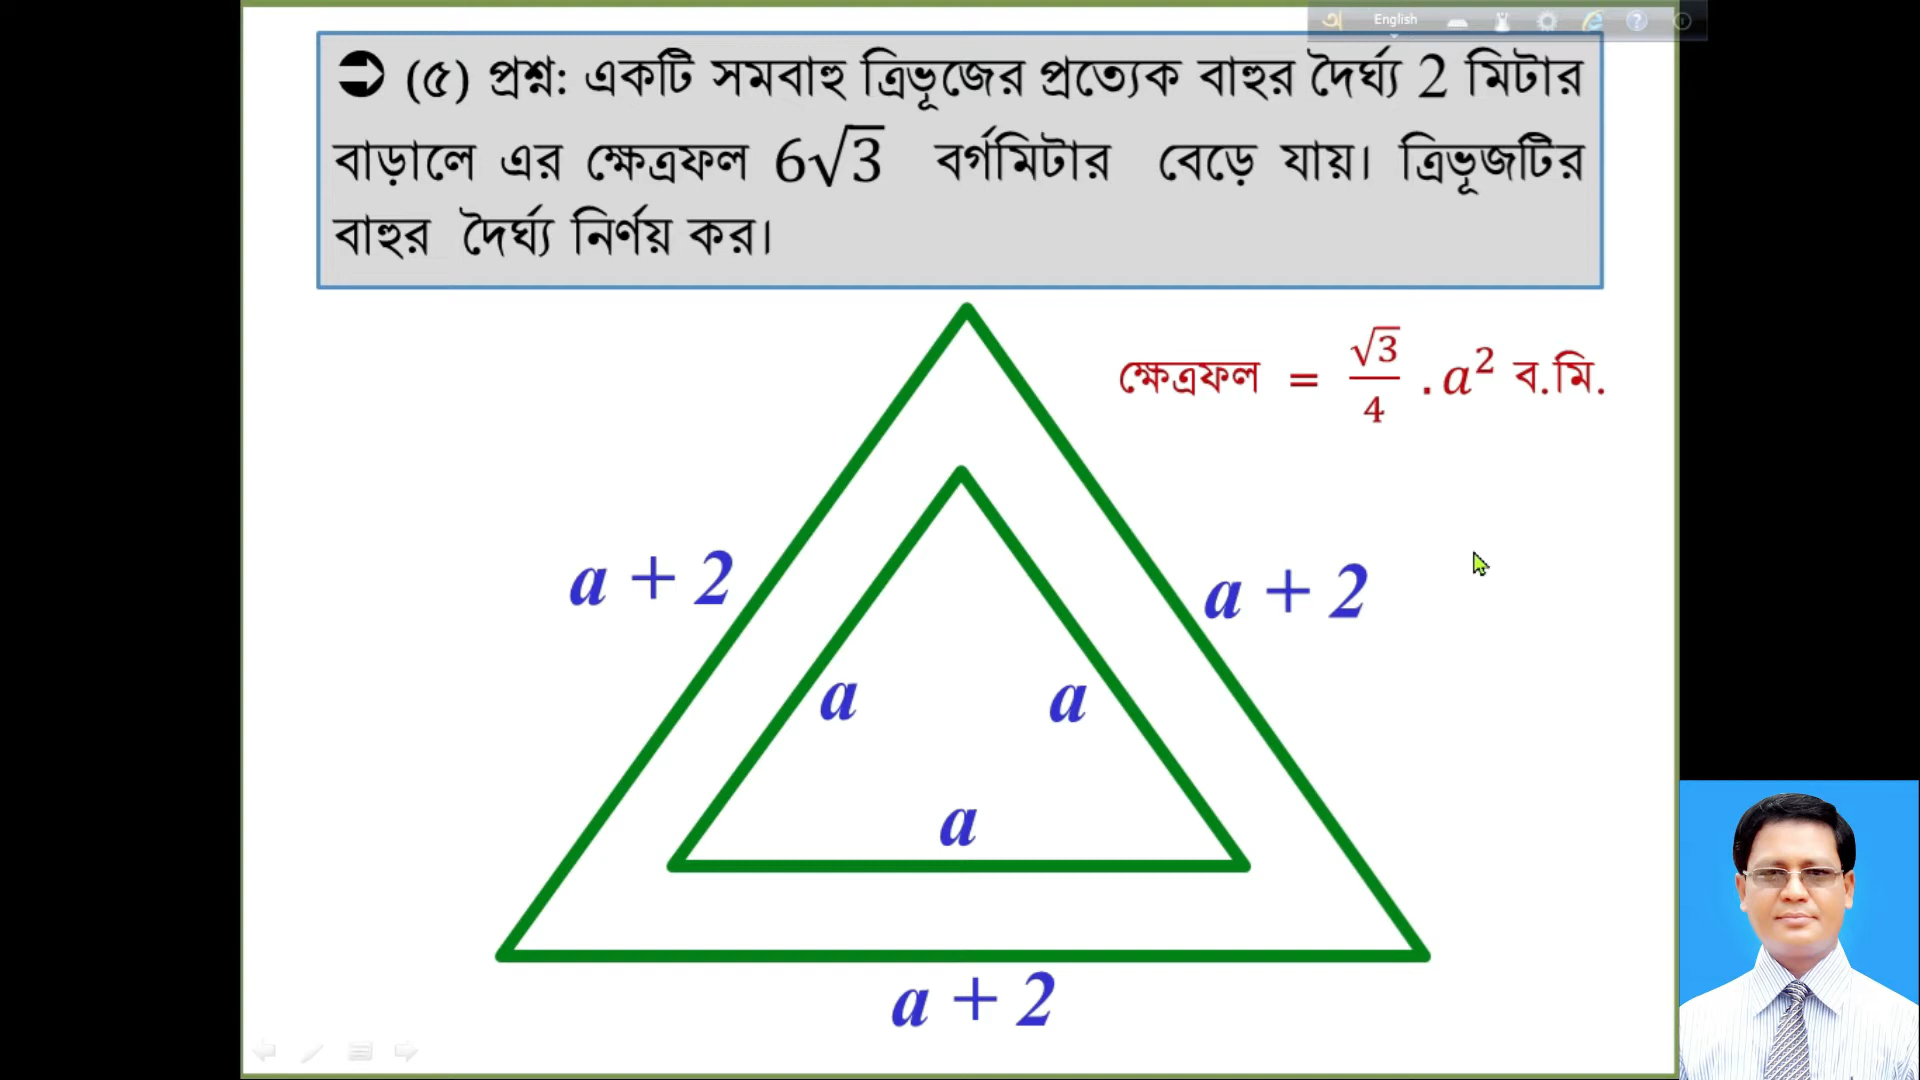 English
➲ (৫) প্রশ্ন: একটি সমবাহু ত্রিভূজের প্রত্যেক বাহুর দৈর্ঘ্য 2 মিটার
বাড়ালে এর ক্ষেত্রফল 6√3 বর্গমিটার বেড়ে যায়। ত্রিভূজটির
বাহুর দৈর্ঘ্য নির্ণয় কর।
ক্ষেত্রফল = √3/4 . a² ব.মি.
a + 2
a + 2
a
a
a
a + 2